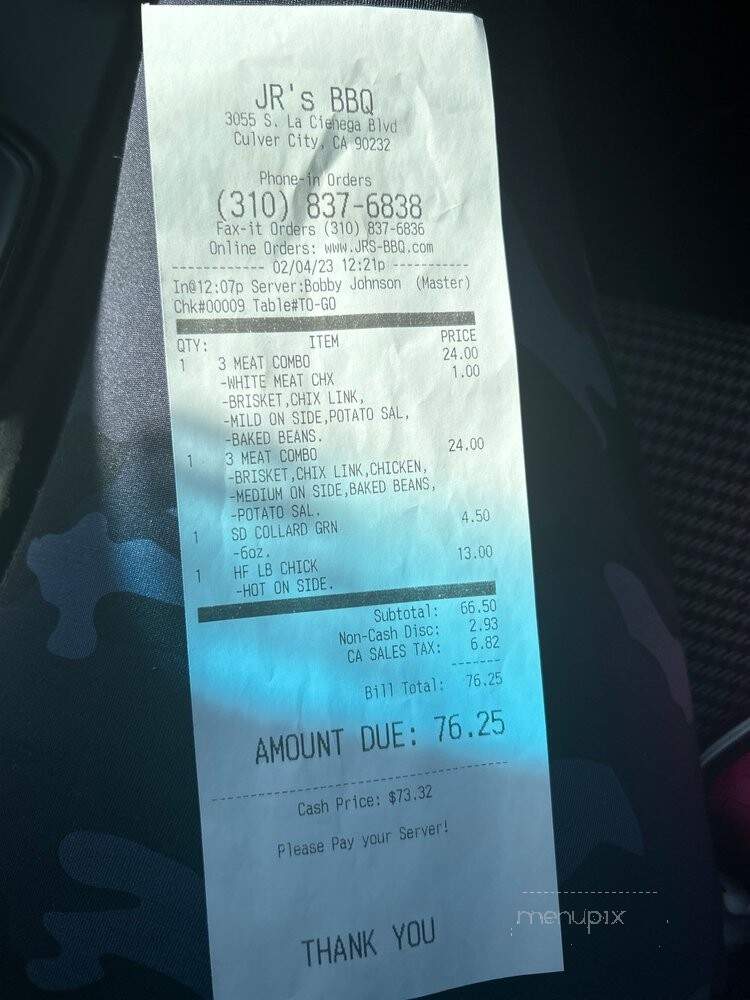 JR's BBQ
3055 S. La Cienega Blvd
Culver City, CA 90232
Phone-in Orders
(310) 837-6838
Fax-it Orders (310) 837-6836
Online Orders: www.JRS-BBQ.com
------------ 02/04/23 12:21p ----------
In@12:07p Server:Bobby Johnson (Master)
Chk#00009 Table#TO-GO
QTY: ITEM PRICE
1 3 MEAT COMBO 24.00
-WHITE MEAT CHX 1.00
-BRISKET,CHIX LINK,
-MILD ON SIDE,POTATO SAL,
-BAKED BEANS.
1 3 MEAT COMBO 24.00
-BRISKET,CHIX LINK,CHICKEN,
-MEDIUM ON SIDE,BAKED BEANS,
-POTATO SAL.
1 SD COLLARD GRN 4.50
-6oz.
1 HF LB CHICK 13.00
-HOT ON SIDE.
Subtotal: 66.50
Non-Cash Disc: 2.93
CA SALES TAX: 6.82
-------
Bill Total: 76.25
AMOUNT DUE: 76.25
Cash Price: $73.32
Please Pay your Server!
THANK YOU
menupix